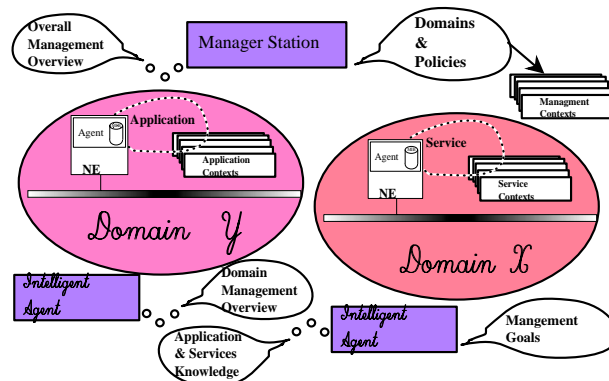 Overall
Management
Overview
Manager Station
Domains
&
Policies
Managment
Contexts
Application
Agent
NE
Application
Contexts
Domain Y
Service
Agent
NE
Service
Contexts
Domain X
Intelligent
Agent
Domain
Management
Overview
Application
& Services
Knowledge
Intelligent
Agent
Mangement
Goals